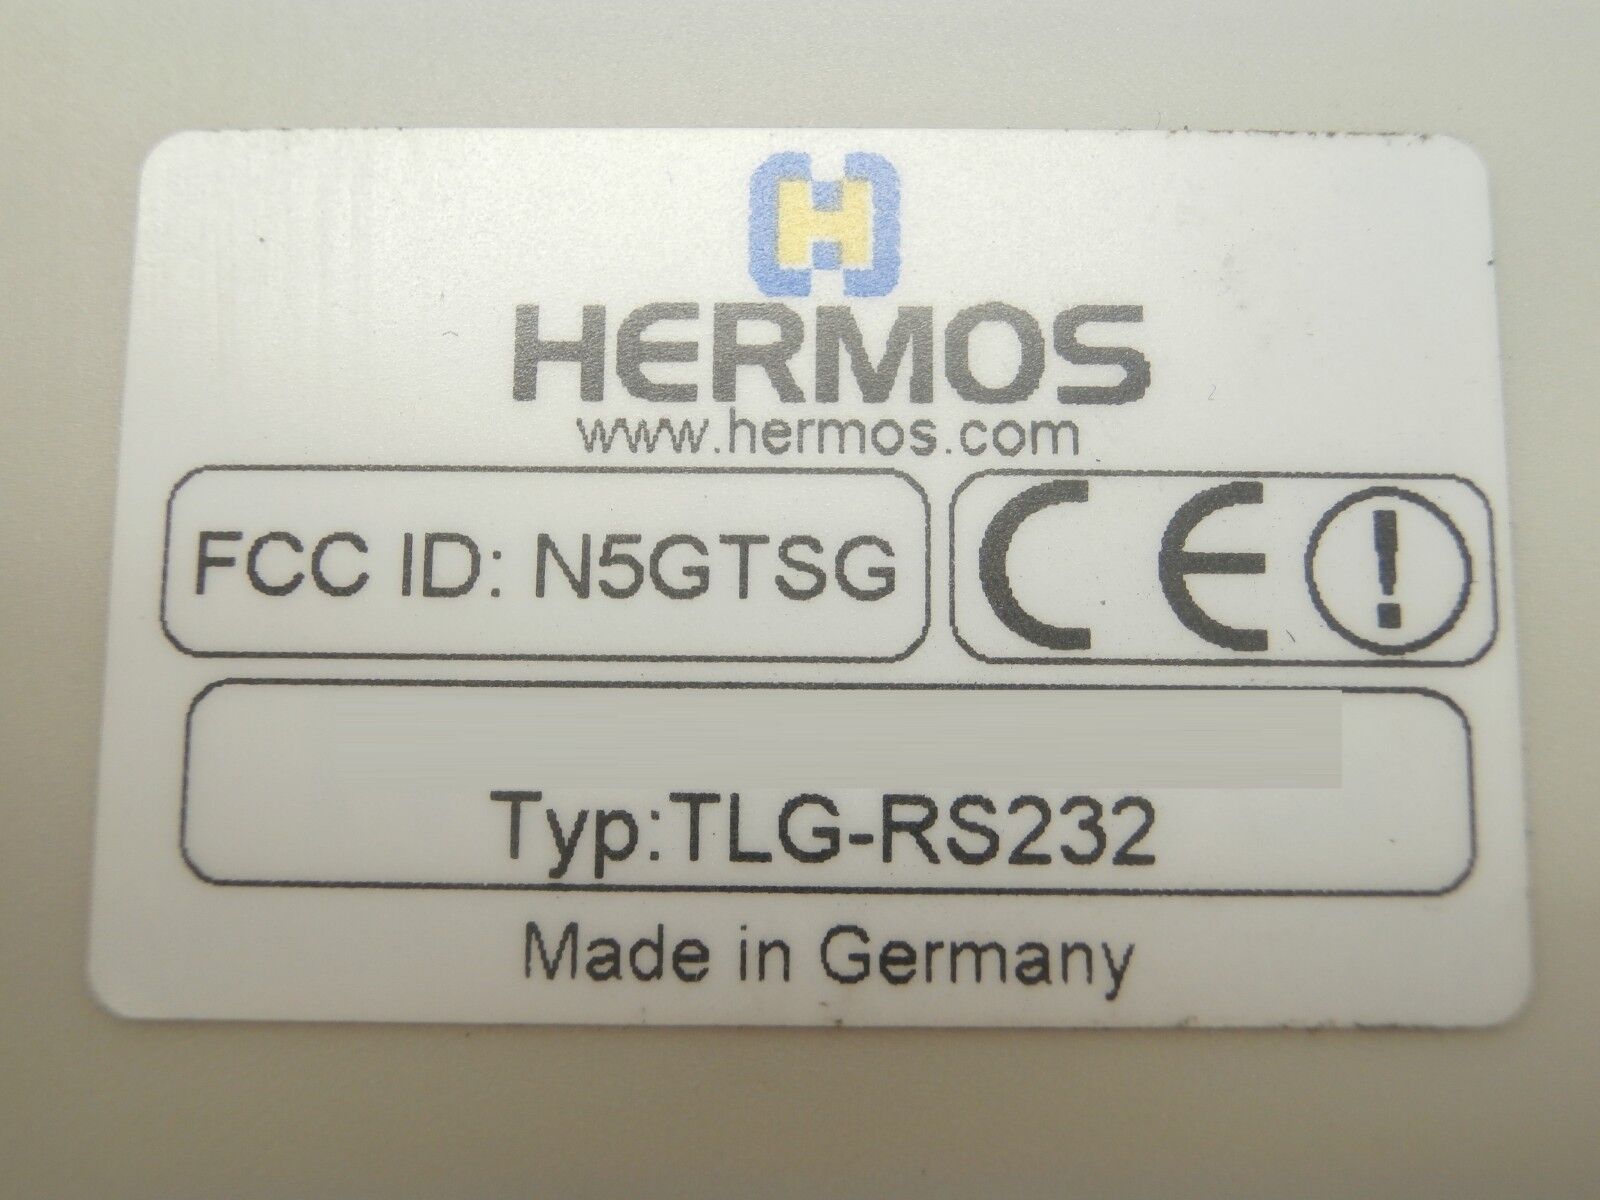 H
HERMOS
www.hermos.com
FCC ID: N5GTSG
CE !
Typ:TLG-RS232
Made in Germany